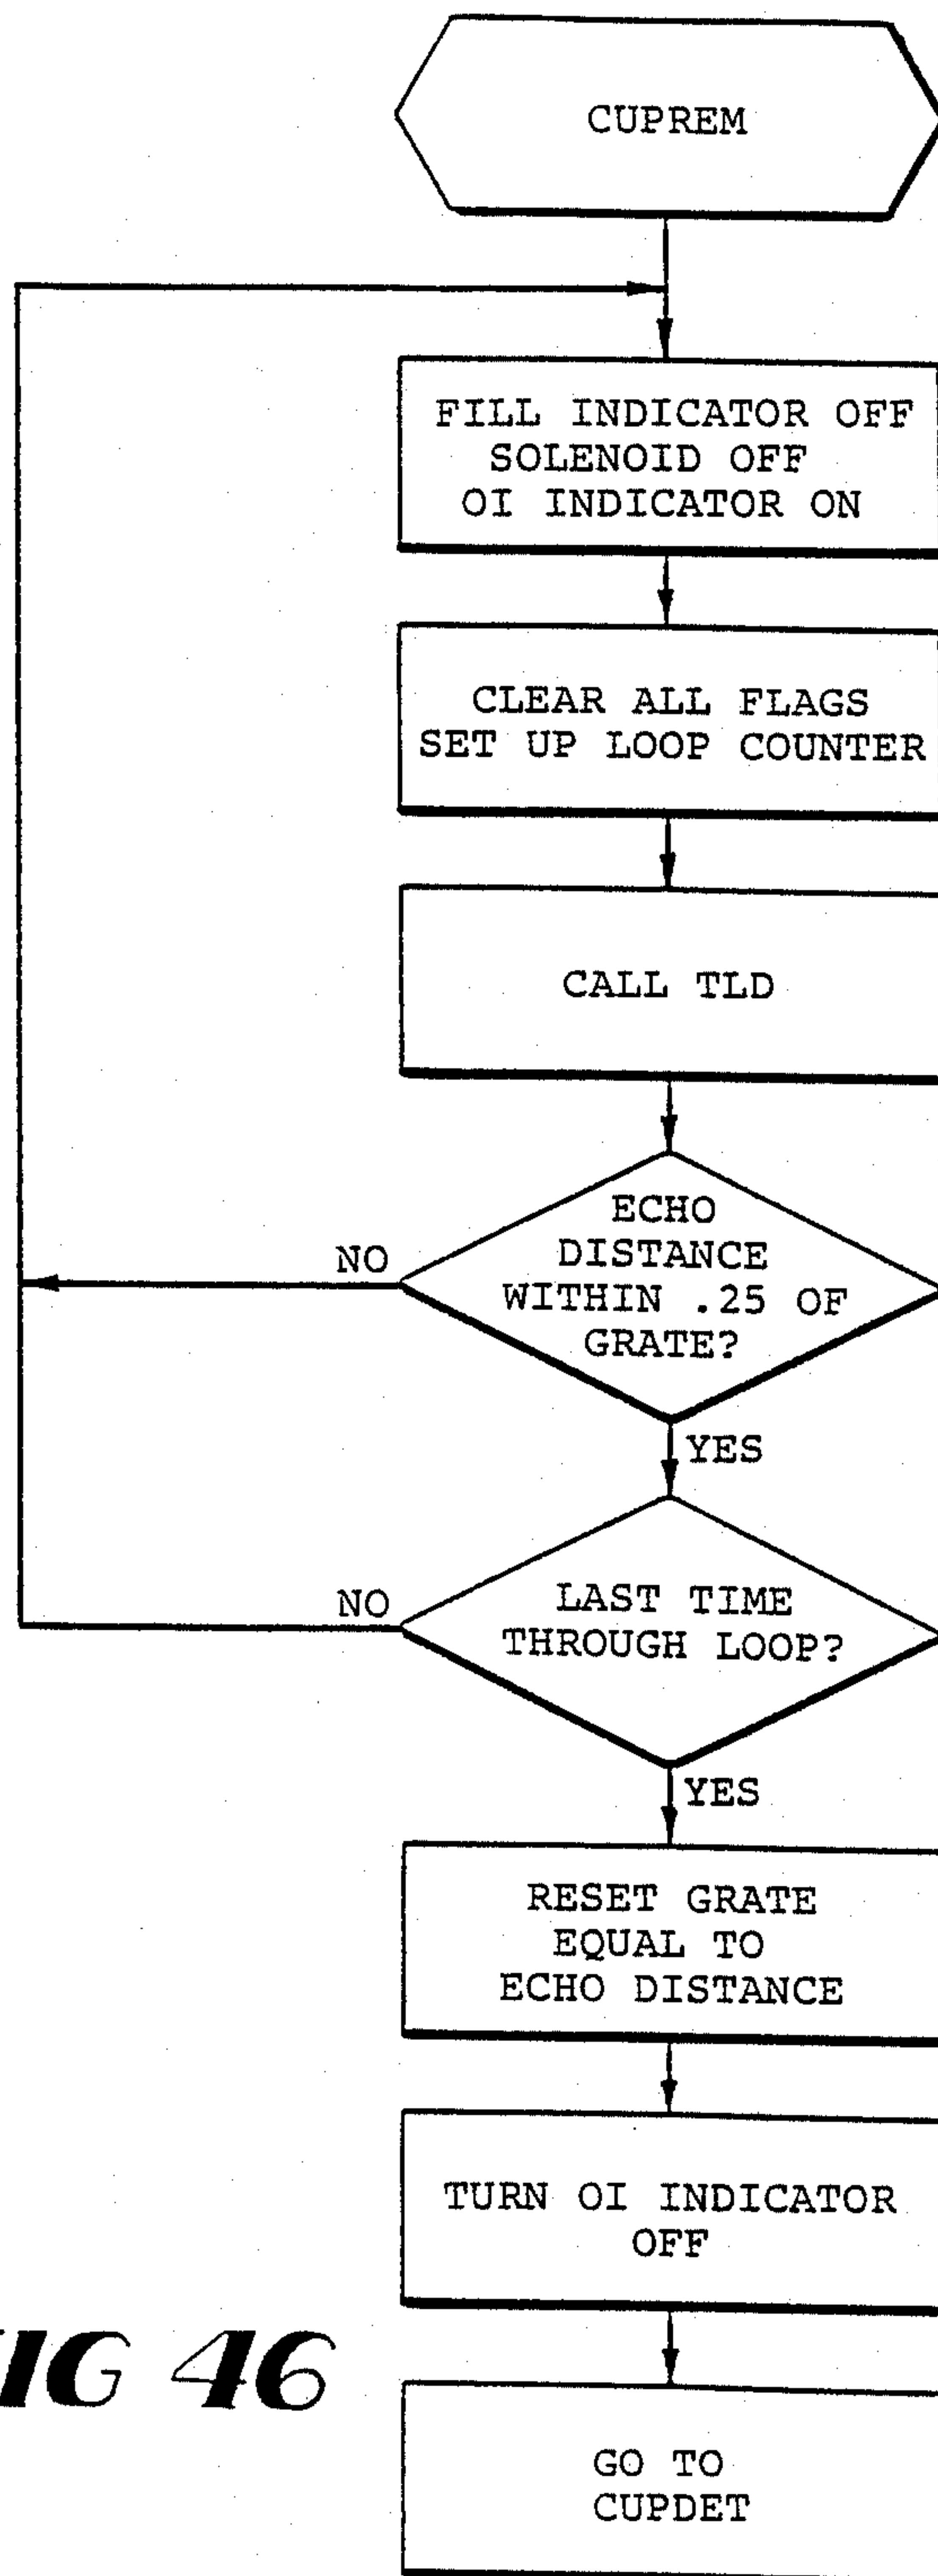 CUPREM
FILL INDICATOR OFF
SOLENOID OFF
OI INDICATOR ON
CLEAR ALL FLAGS
SET UP LOOP COUNTER
CALL TLD
ECHO
DISTANCE
WITHIN .25 OF
GRATE?
NO
YES
LAST TIME
THROUGH LOOP?
NO
YES
RESET GRATE
EQUAL TO
ECHO DISTANCE
TURN OI INDICATOR
OFF
GO TO
CUPDET
IG 46